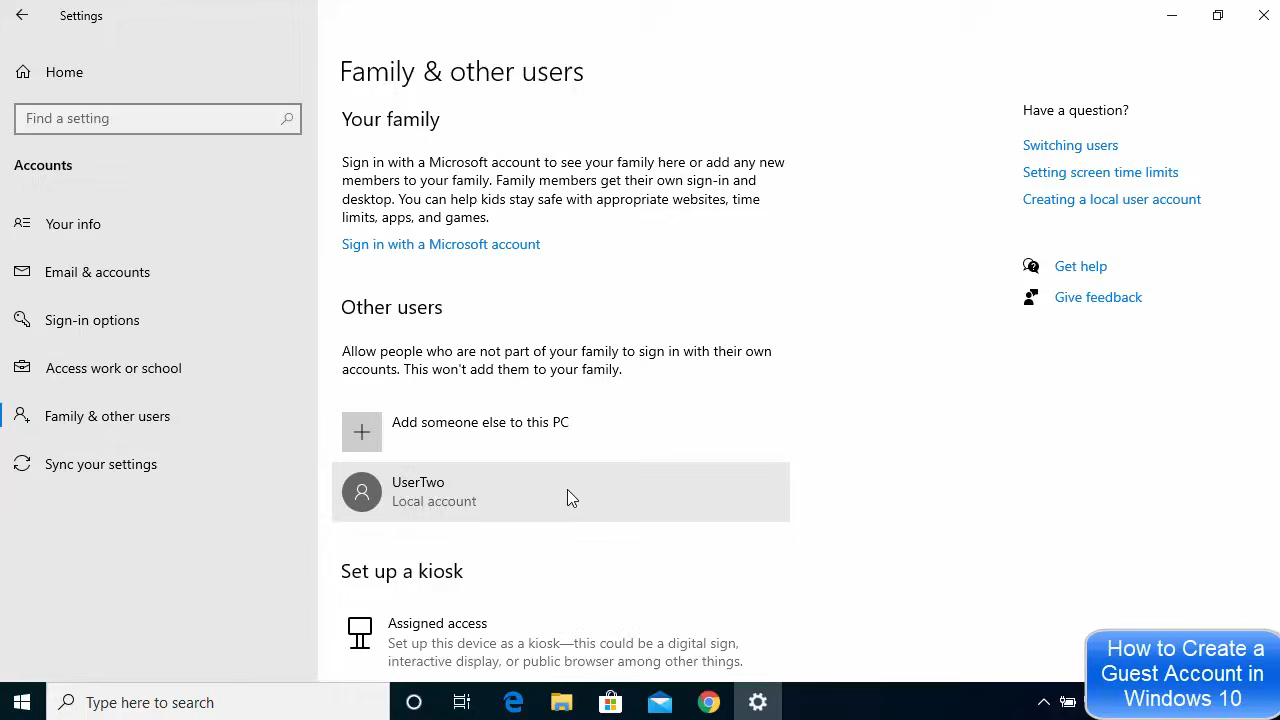 Settings
Home
Find a setting
Accounts
Your info
Email & accounts
Sign-in options
Access work or school
Family & other users
Sync your settings
Family & other users
Your family
Sign in with a Microsoft account to see your family here or add any new
members to your family. Family members get their own sign-in and
desktop. You can help kids stay safe with appropriate websites, time
limits, apps, and games.
Sign in with a Microsoft account
Other users
Allow people who are not part of your family to sign in with their own
accounts. This won't add them to your family.
Add someone else to this PC
UserTwo
Local account
Set up a kiosk
Assigned access
Set up this device as a kiosk—this could be a digital sign,
interactive display, or public browser among other things.
Have a question?
Switching users
Setting screen time limits
Creating a local user account
Get help
Give feedback
Type here to search
How to Create a
Guest Account in
Windows 10